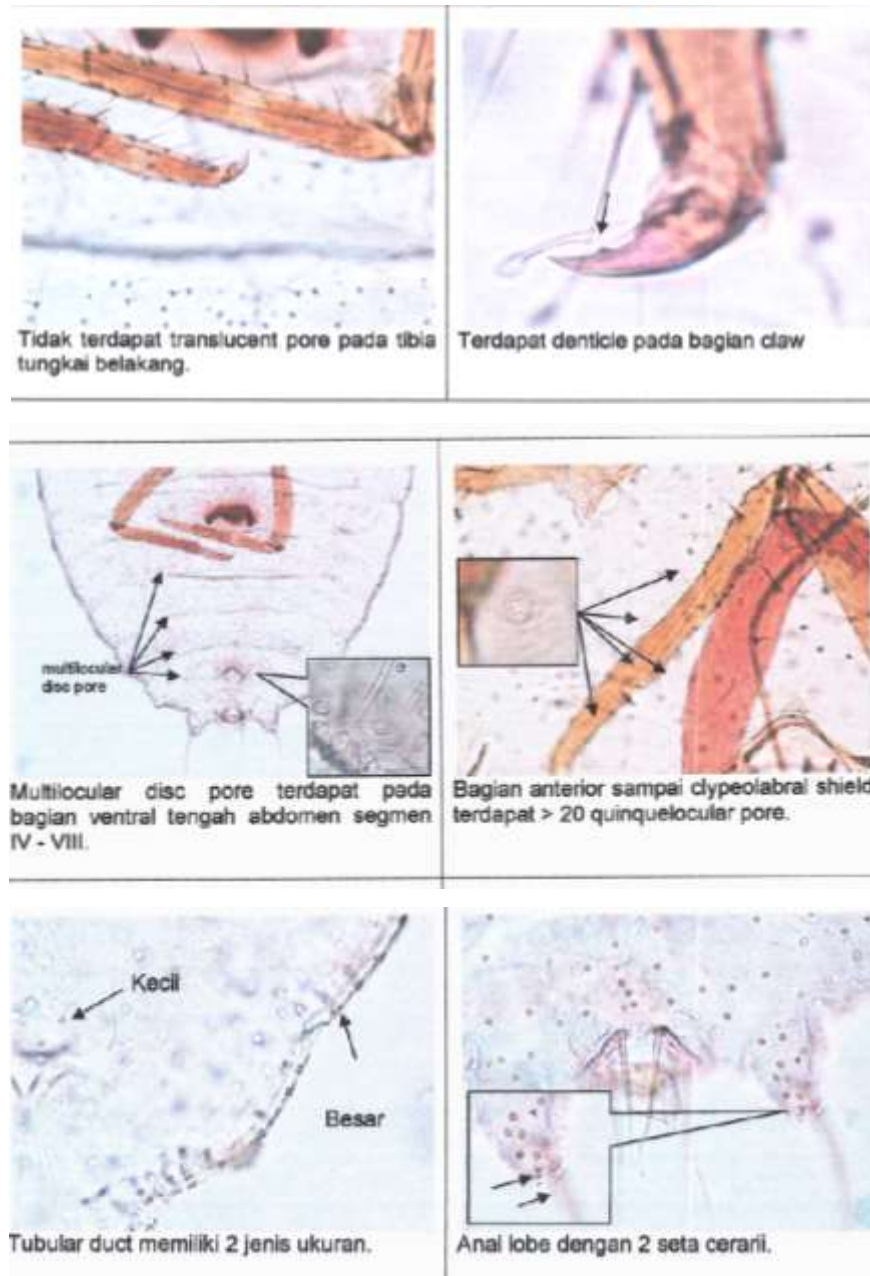 Tidak terdapat translucent pore pada tibia
tungkai belakang.
Terdapat denticle pada bagian claw
multilocular
disc pore
Multilocular disc pore terdapat pada
bagian ventral tengah abdomen segmen
IV - VIII.
Bagian anterior sampai clypeolabral shield
terdapat > 20 quinquelocular pore.
Kecil
Besar
Tubular duct memiliki 2 jenis ukuran.
Anal lobe dengan 2 seta cerarii.